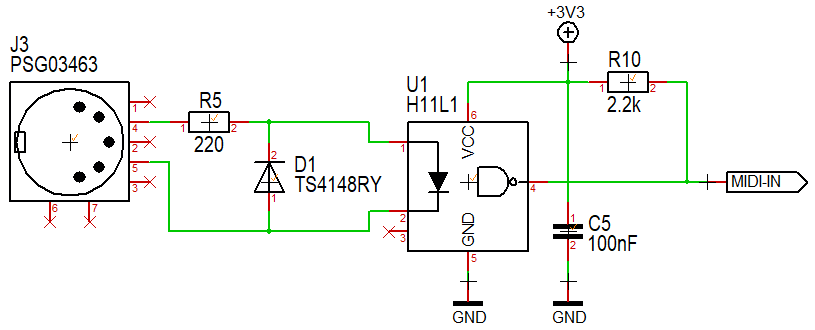 +3V3
J3
PSG03463
R10
1
2
2.2k
R5
1
2
220
U1
H11L1
6
VCC
1
4
2
5
3
6
7
2
D1
TS4148RY
1
1
4
2
3
GND
5
MIDI-IN
1
C5
2
100nF
GND
GND